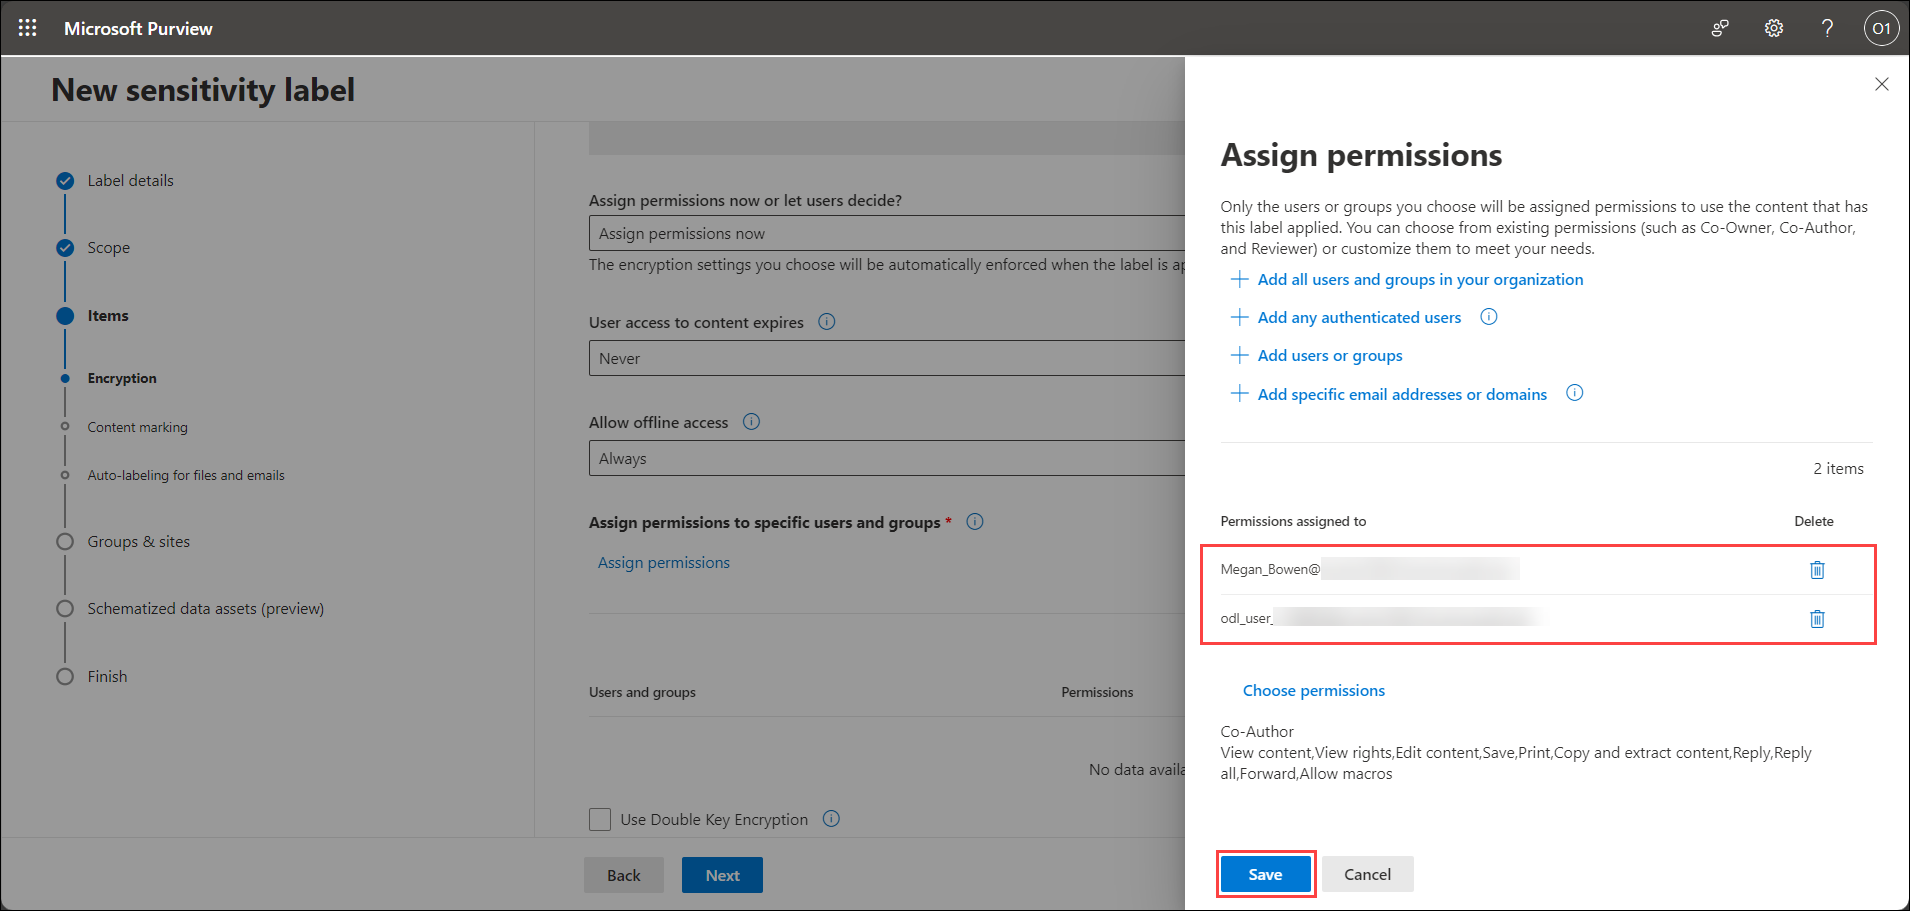 Microsoft Purview
?
O1
New sensitivity label
Label details
Scope
Items
Encryption
Content marking
Auto-labeling for files and emails
Groups & sites
Schematized data assets (preview)
Finish
Assign permissions now or let users decide?
Assign permissions now
The encryption settings you choose will be automatically enforced when the label is ap
User access to content expires
Never
Allow offline access
Always
Assign permissions to specific users and groups *
Assign permissions
Users and groups
Permissions
No data availa
Use Double Key Encryption
Back
Next
Assign permissions
Only the users or groups you choose will be assigned permissions to use the content that has
this label applied. You can choose from existing permissions (such as Co-Owner, Co-Author,
and Reviewer) or customize them to meet your needs.
Add all users and groups in your organization
Add any authenticated users
Add users or groups
Add specific email addresses or domains
2 items
Permissions assigned to
Delete
Megan_Bowen@
odl_user_
Choose permissions
Co-Author
View content,View rights,Edit content,Save,Print,Copy and extract content,Reply,Reply
all,Forward,Allow macros
Save
Cancel